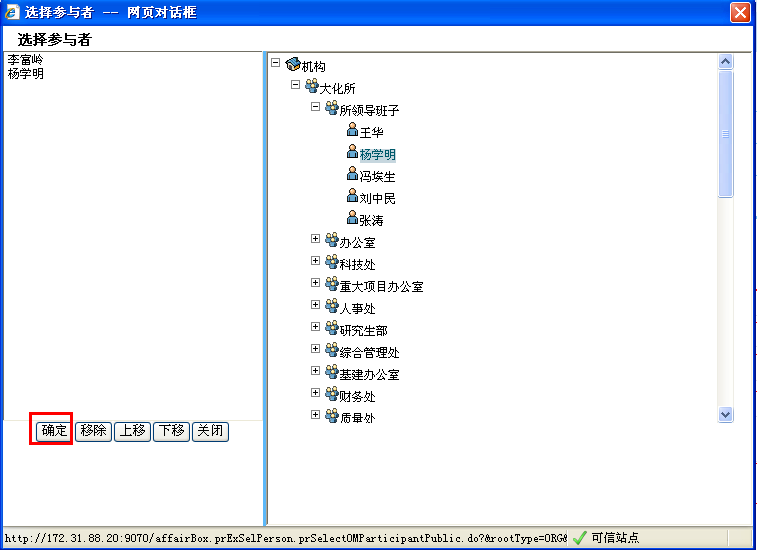 选择参与者 -- 网页对话框
选择参与者
李富岭
杨学明
机构
大化所
所领导班子
王华
杨学明
冯埃生
刘中民
张涛
办公室
科技处
重大项目办公室
人事处
研究生部
综合管理处
基建办公室
财务处
质量处
确定 移除 上移 下移 关闭
http://172.31.88.20:9070/affairBox.prExSelPerson.prSelectOMParticipantPublic.do?&rootType=ORG& 可信站点